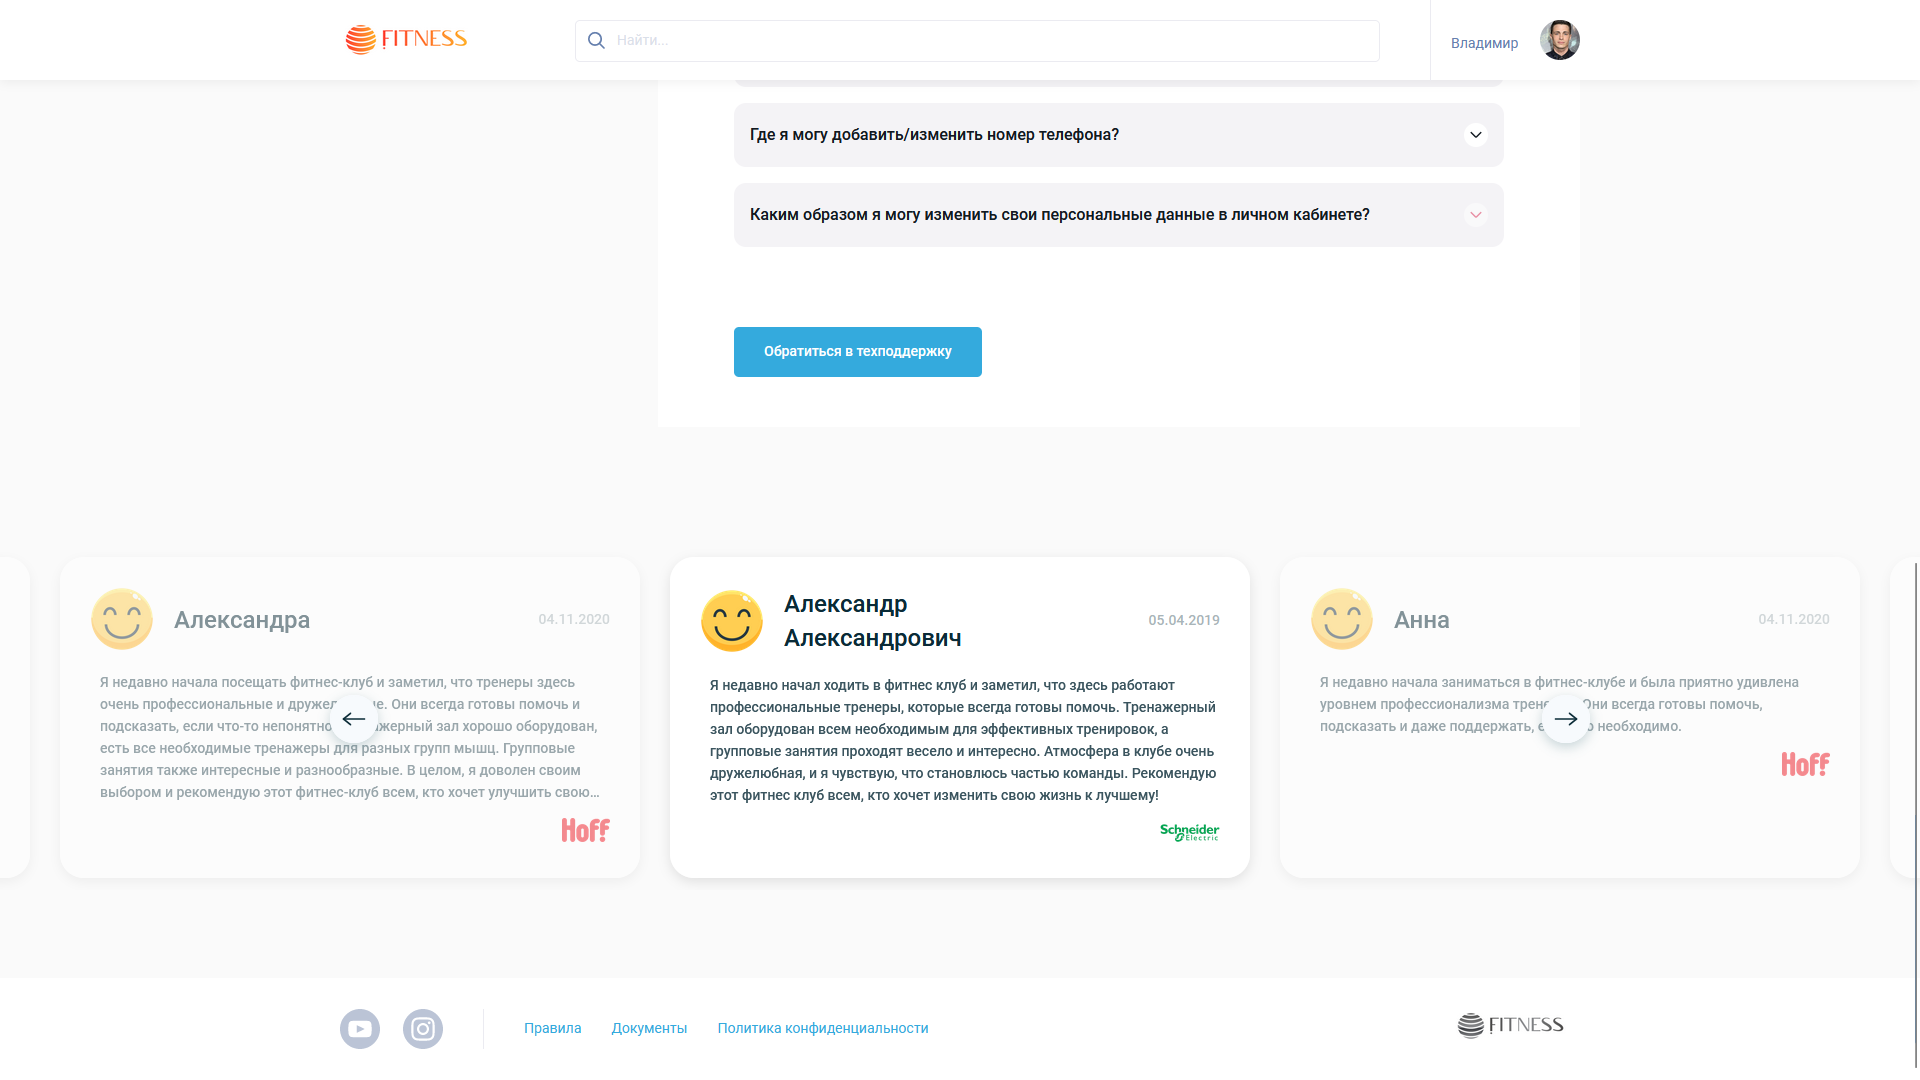 FITNESS
Найти...
Владимир
Где я могу добавить/изменить номер телефона?
Каким образом я могу изменить свои персональные данные в личном кабинете?
Обратиться в техподдержку
Александра
04.11.2020
Я недавно начала посещать фитнес-клуб и заметил, что тренеры здесь
очень профессиональные и Они всегда готовы помочь и
подсказать, если что-то зал хорошо оборудован,
есть все необходимые тренажеры для разных групп мышц. Групповые
занятия также интересные и разнообразные. В целом, я доволен своим
выбором и рекомендую этот фитнес-клуб всем, кто хочет улучшить свою...
Hoff
Александр
Александрович
05.04.2019
Я недавно начал ходить в фитнес клуб и заметил, что здесь работают
профессиональные тренеры, которые всегда готовы помочь. Тренажерный
зал оборудован всем необходимым для эффективных тренировок, а
групповые занятия проходят весело и интересно. Атмосфера в клубе очень
дружелюбная, и я чувствую, что становлюсь частью команды. Рекомендую
этот фитнес клуб всем, кто хочет изменить свою жизнь к лучшему!
Schneider
Electric
Анна
04.11.2020
Я недавно начала заниматься в фитнес-клубе и была приятно удивлена
уровнем профессионализма Они всегда готовы помочь,
подсказать и даже поддержать, необходимо.
Hoff
Правила
Документы
Политика конфиденциальности
FITNESS